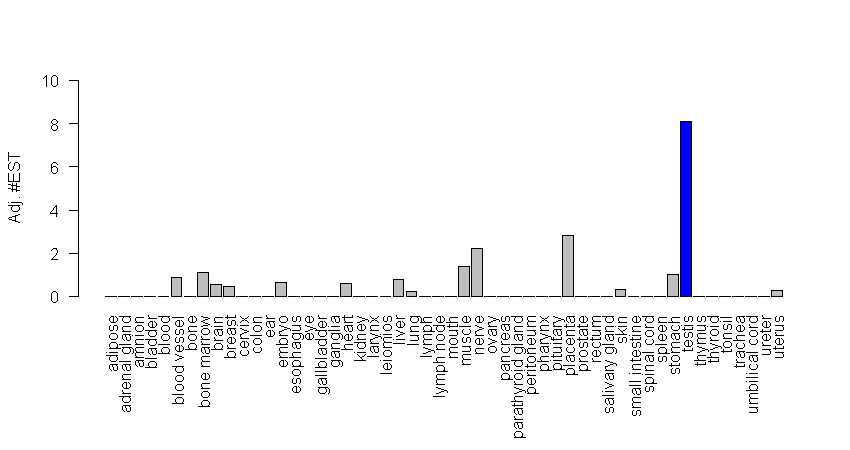 Adj. #EST
10
8
6
4
2
0
adipose
adrenal gland
amnion
bladder
blood
blood vessel
bone
bone marrow
brain
breast
cervix
colon
ear
embryo
esophagus
eye
gallbladder
ganglia
heart
kidney
larynx
leiomios
liver
lung
lymph
lymph node
mouth
muscle
nerve
ovary
pancreas
parathyroid gland
peritoneum
pharynx
pituitary
placenta
prostate
rectum
salivary gland
skin
small intestine
spinal cord
spleen
stomach
testis
thymus
thyroid
tonsil
trachea
umbilical cord
ureter
uterus